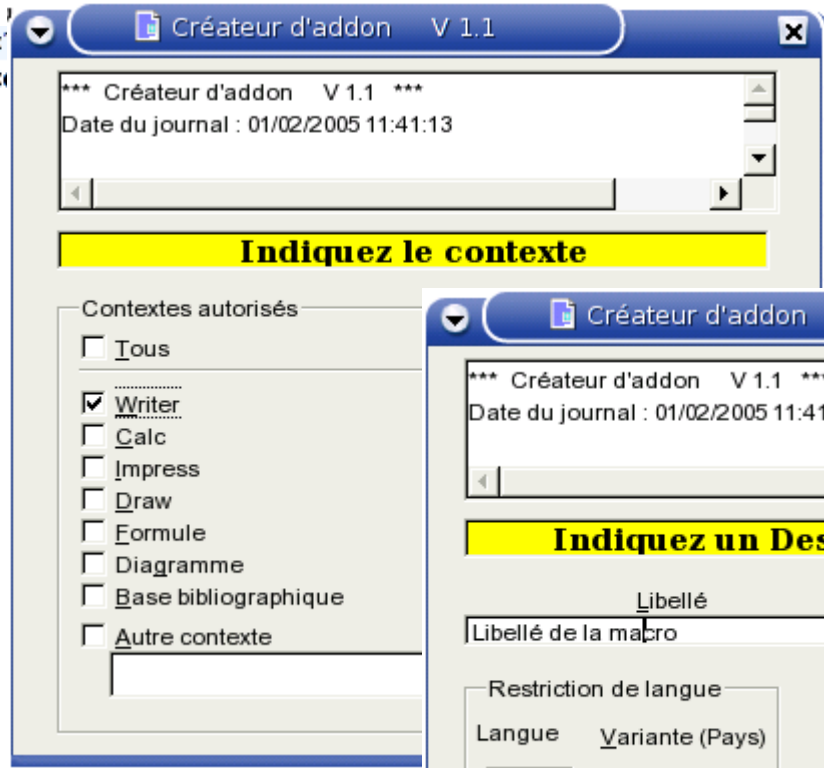 Créateur d'addon V 1.1
*** Créateur d'addon V 1.1 ***
Date du journal : 01/02/2005 11:41:13
Indiquez le contexte
Contextes autorisés
Tous
Writer
Calc
Impress
Draw
Formule
Diagramme
Base bibliographique
Autre contexte
Créateur d'addon
*** Créateur d'addon V 1.1 **
Date du journal : 01/02/2005 11:41
Indiquez un Des
Libellé
Libellé de la macro
Restriction de langue
Langue Variante (Pays)